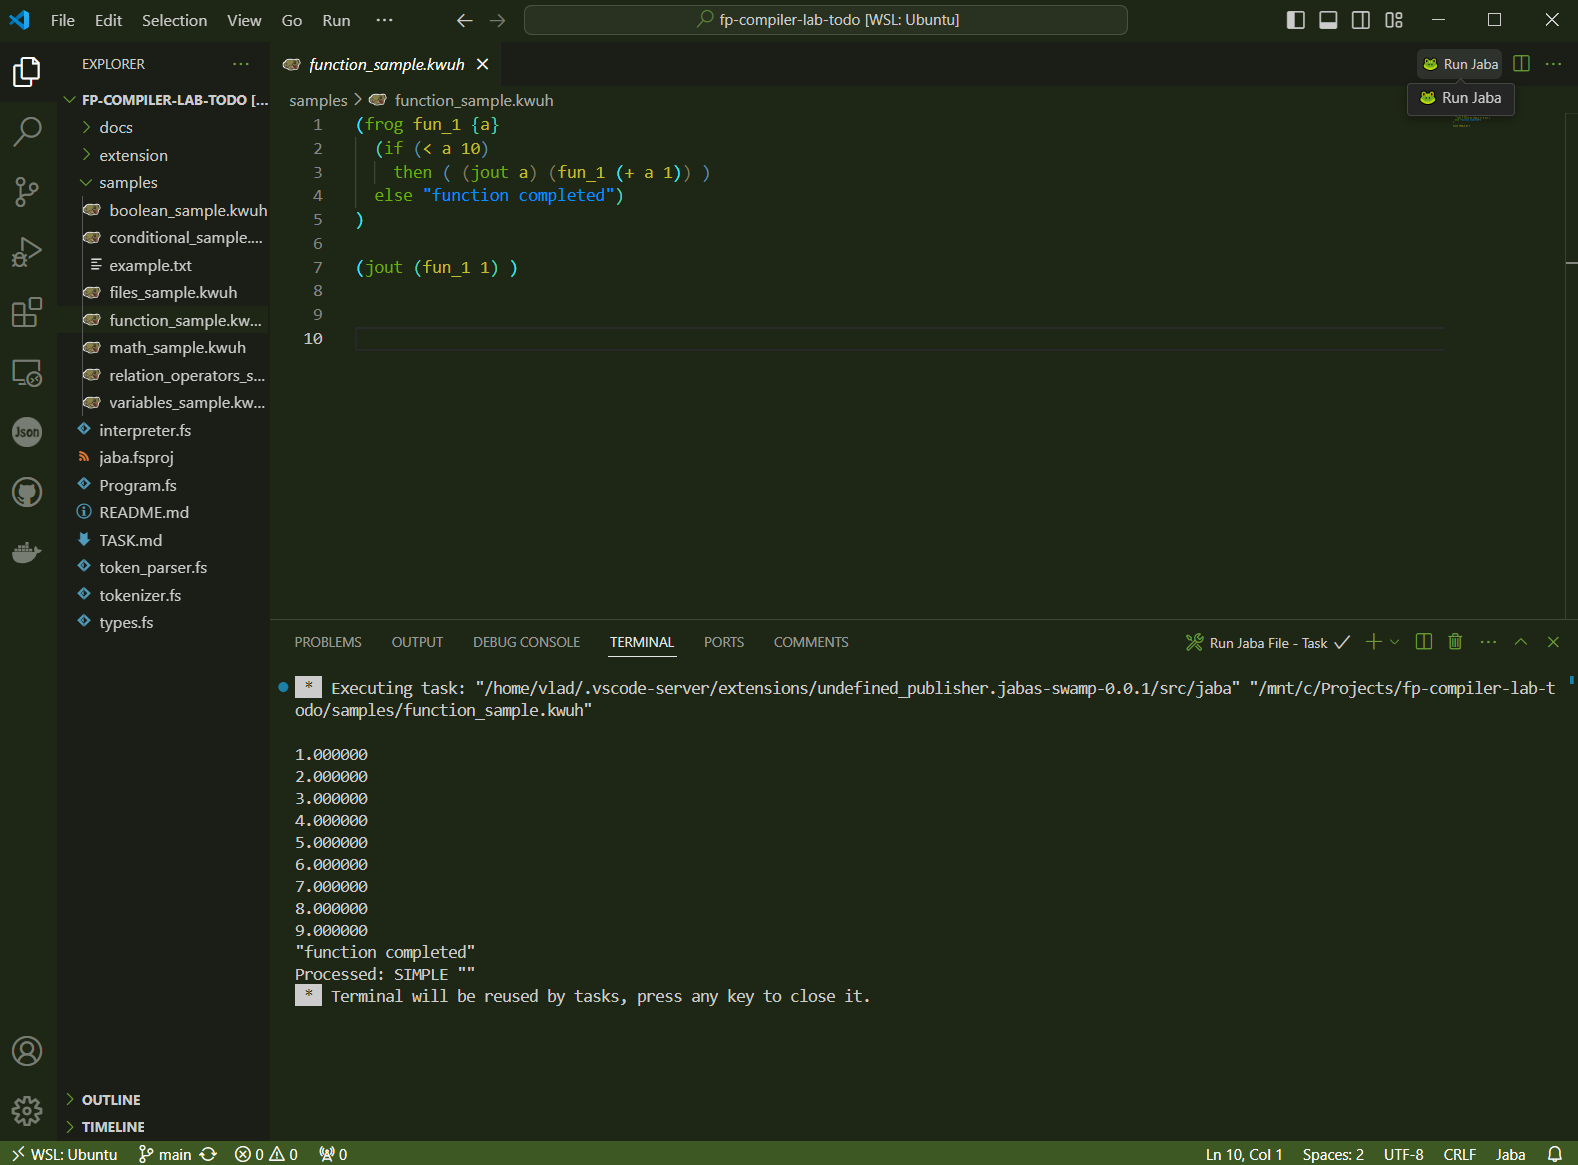 File Edit Selection View Go Run ··· fp-compiler-lab-todo [WSL: Ubuntu]
EXPLORER ···
FP-COMPILER-LAB-TODO [...
docs
extension
samples
boolean_sample.kwuh
conditional_sample....
example.txt
files_sample.kwuh
function_sample.kw...
math_sample.kwuh
relation_operators_s...
variables_sample.kw...
interpreter.fs
jaba.fsproj
Program.fs
README.md
TASK.md
token_parser.fs
tokenizer.fs
types.fs
OUTLINE
TIMELINE
Json
function_sample.kwuh
Run Jaba
Run Jaba
samples > function_sample.kwuh
1 (frog fun_1 {a}
2 (if (< a 10)
3 then ( (jout a) (fun_1 (+ a 1)) )
4 else "function completed")
5 )
6
7 (jout (fun_1 1) )
8
9
10
PROBLEMS OUTPUT DEBUG CONSOLE TERMINAL PORTS COMMENTS Run Jaba File - Task
* Executing task: "/home/vlad/.vscode-server/extensions/undefined_publisher.jabas-swamp-0.0.1/src/jaba" "/mnt/c/Projects/fp-compiler-lab-t
odo/samples/function_sample.kwuh"
1.000000
2.000000
3.000000
4.000000
5.000000
6.000000
7.000000
8.000000
9.000000
"function completed"
Processed: SIMPLE ""
* Terminal will be reused by tasks, press any key to close it.
WSL: Ubuntu main 0 0 0 Ln 10, Col 1 Spaces: 2 UTF-8 CRLF Jaba